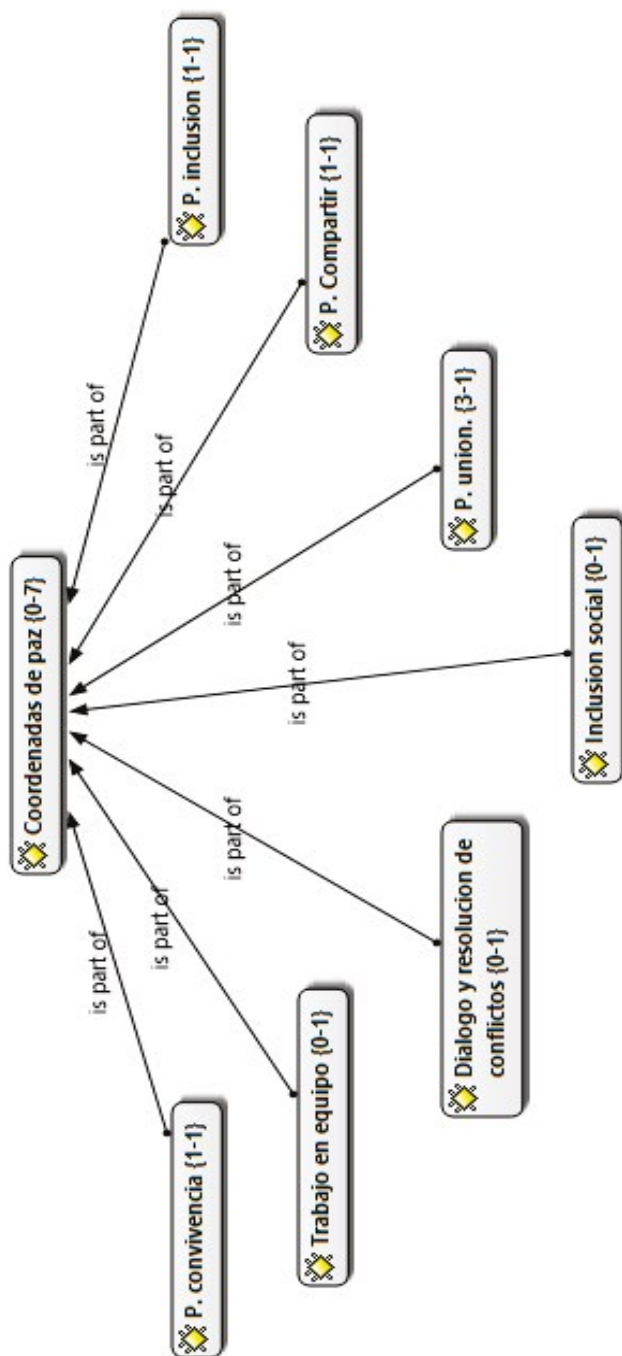 Coordenadas de paz {0-7}
is part of
is part of
is part of
is part of
is part of
is part of
is part of
P. convivencia {1-1}
Trabajo en equipo {0-1}
Dialogo y resolucion de
conflictos {0-1}
Inclusion social {0-1}
P. union. {3-1}
P. Compartir {1-1}
P. inclusion {1-1}